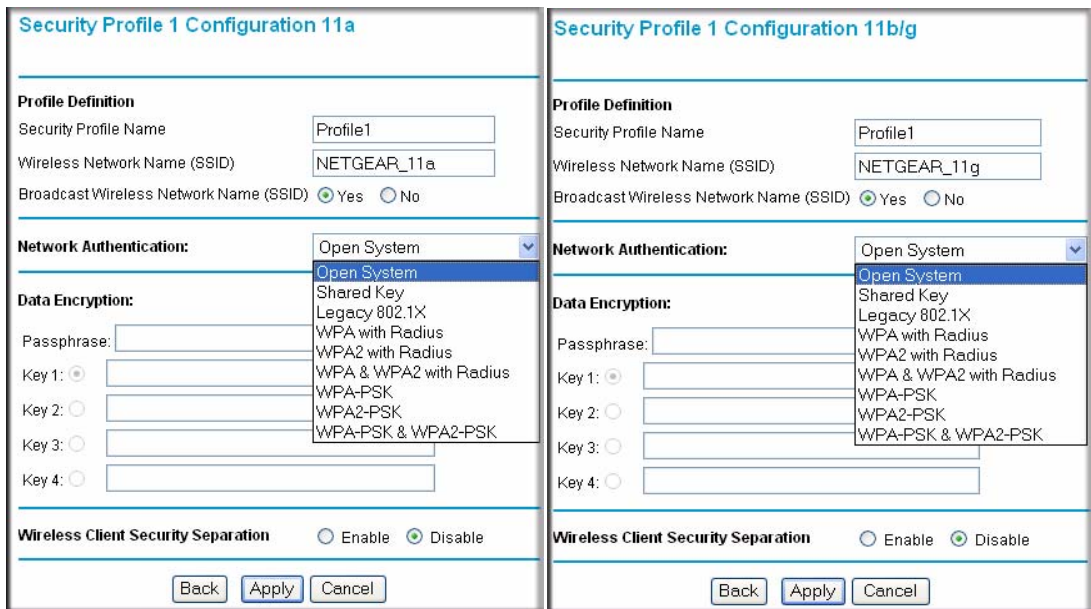 Security Profile 1 Configuration 11a
Profile Definition
Security Profile Name
Profile1
Wireless Network Name (SSID)
NETGEAR_11a
Broadcast Wireless Network Name (SSID) Yes No
Network Authentication:
Open System
Open System
Shared Key
Legacy 802.1X
WPA with Radius
WPA2 with Radius
WPA & WPA2 with Radius
WPA-PSK
WPA2-PSK
WPA-PSK & WPA2-PSK
Data Encryption:
Passphrase:
Key 1:
Key 2:
Key 3:
Key 4:
Wireless Client Security Separation
Enable Disable
Back Apply Cancel
Security Profile 1 Configuration 11b/g
Profile Definition
Security Profile Name
Profile1
Wireless Network Name (SSID)
NETGEAR_11g
Broadcast Wireless Network Name (SSID) Yes No
Network Authentication:
Open System
Open System
Shared Key
Legacy 802.1X
WPA with Radius
WPA2 with Radius
WPA & WPA2 with Radius
WPA-PSK
WPA2-PSK
WPA-PSK & WPA2-PSK
Data Encryption:
Passphrase:
Key 1:
Key 2:
Key 3:
Key 4:
Wireless Client Security Separation
Enable Disable
Back Apply Cancel